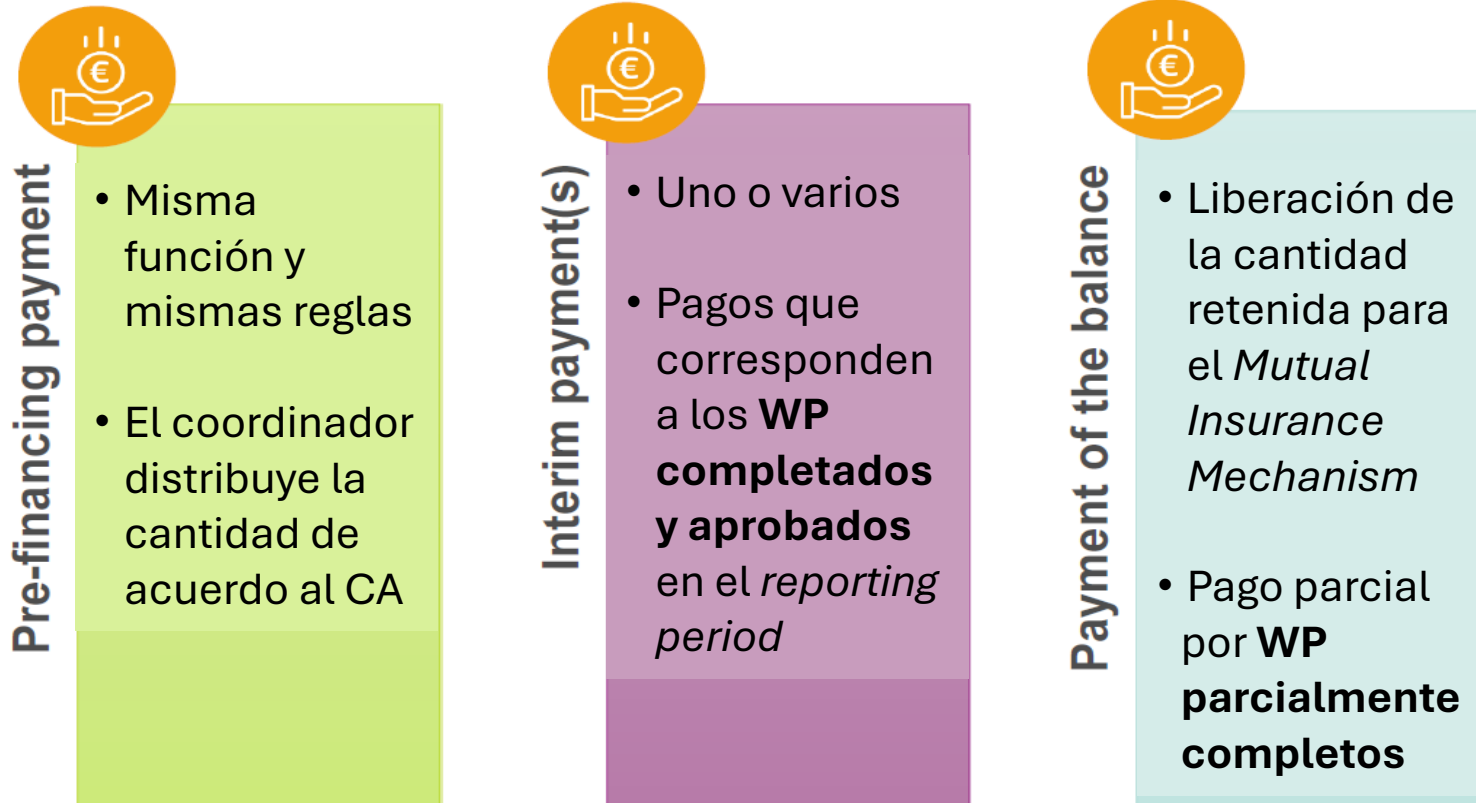 Pre-financing payment
• Misma
función y
mismas reglas
• El coordinador
distribuye la
cantidad de
acuerdo al CA
Interim payment(s)
• Uno o varios
• Pagos que
corresponden
a los WP
completados
y aprobados
en el reporting
period
Payment of the balance
• Liberación de
la cantidad
retenida para
el Mutual
Insurance
Mechanism
• Pago parcial
por WP
parcialmente
completos